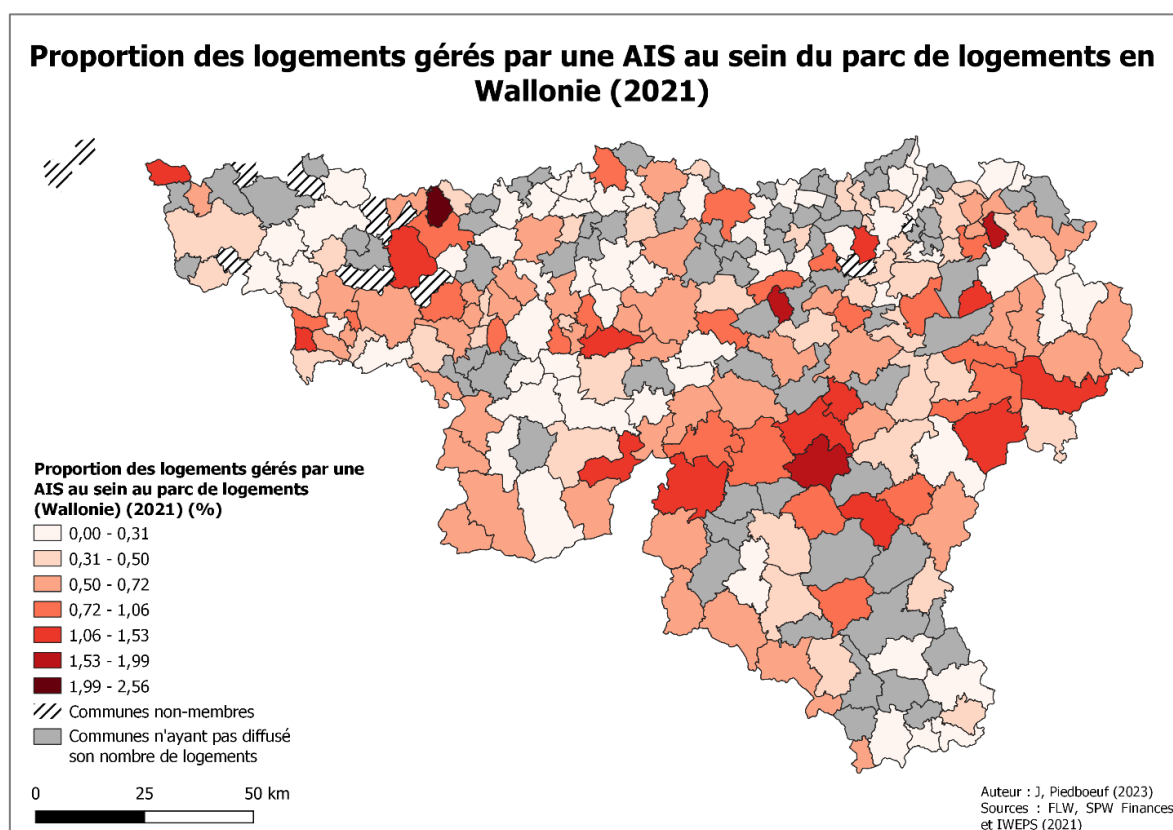 Proportion des logements gérés par une AIS au sein du parc de logements en
Wallonie (2021)
Proportion des logements gérés par une
AIS au sein au parc de logements
(Wallonie) (2021) (%)
0,00 - 0,31
0,31 - 0,50
0,50 - 0,72
0,72 - 1,06
1,06 - 1,53
1,53 - 1,99
1,99 - 2,56
Communes non-membres
Communes n'ayant pas diffusé
son nombre de logements
0 25 50 km
Auteur : J, Piedboeuf (2023)
Sources : FLW, SPW Finances
et IWEPS (2021)